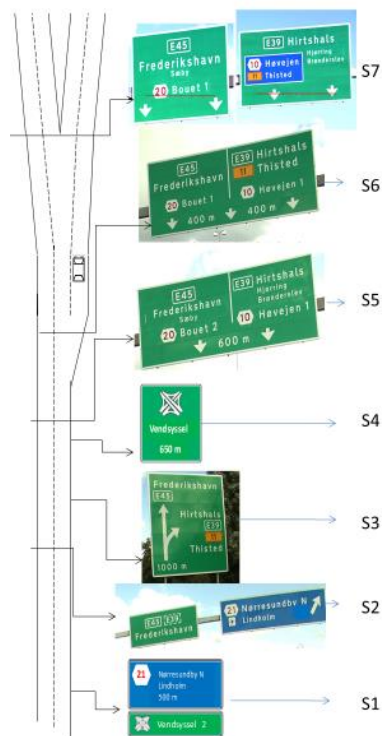 E45
Frederikshavn
Sæby
20 Bouet 1
E39 Hirtshals
Hjørring
Brønderslev
10 Høvejen
11 Thisted
S7
E45
Frederikshavn
20 Bouet 1
400 m
E39 Hirtshals
11 Thisted
10 Høvejen 1
400 m
S6
E45
Frederikshavn
Sæby
20 Bouet 2
E39 Hirtshals
Hjørring
Brønderslev
10 Høvejen 1
600 m
S5
Vendsyssel
650 m
S4
Frederikshavn
E45
Hirtshals
E39
11
Thisted
1000 m
S3
E45 E39
Frederikshavn
21 Nørresundby N
Lindholm
S2
21 Nørresundby N
Lindholm
500 m
Vendsyssel 2
S1